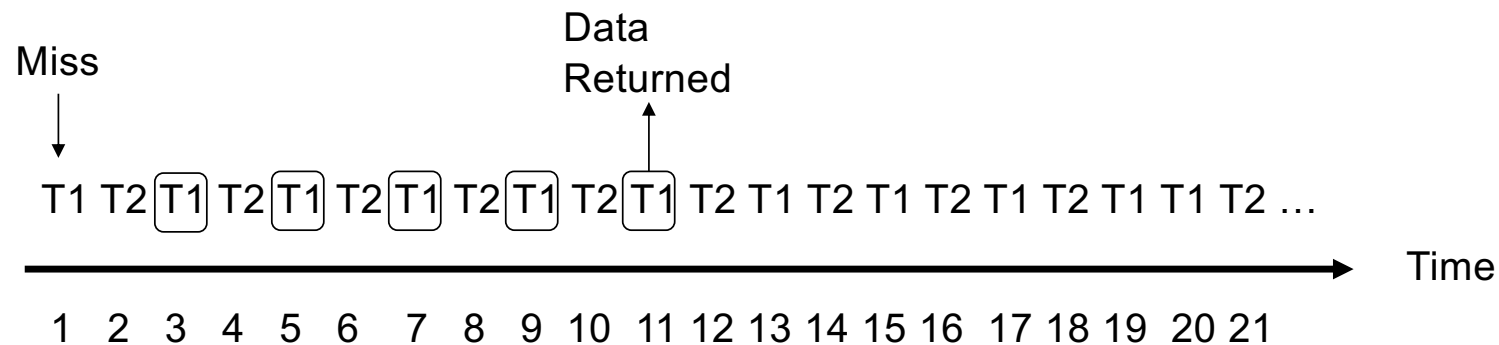 Miss
Data
Returned
T1 T2 T1 T2 T1 T2 T1 T2 T1 T2 T1 T2 T1 T2 T1 T2 T1 T2 T1 T1 T2 ...
Time
1 2 3 4 5 6 7 8 9 10 11 12 13 14 15 16 17 18 19 20 21